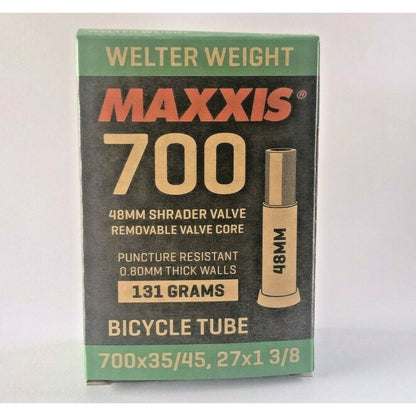 WELTER WEIGHT
MAXXIS®
700
48MM SHRADER VALVE
REMOVABLE VALVE CORE
PUNCTURE RESISTANT
0.80MM THICK WALLS
131 GRAMS
48MM
BICYCLE TUBE
700x35/45, 27x1 3/8